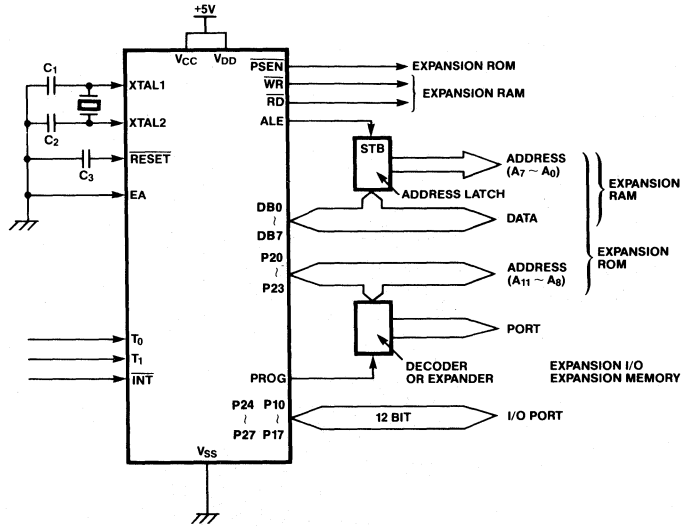 +5V
VCC VDD
C1
XTAL1
XTAL2
C2
RESET
C3
EA
T0
T1
INT
VSS
PSEN
WR
RD
ALE
DB0
~
DB7
P20
~
P23
PROG
P24 P10
~ ~
P27 P17
EXPANSION ROM
EXPANSION RAM
STB
ADDRESS LATCH
ADDRESS
(A7 ~ A0)
DATA
EXPANSION
RAM
ADDRESS
(A11 ~ A8)
EXPANSION
ROM
PORT
DECODER
OR EXPANDER
EXPANSION I/O
EXPANSION MEMORY
12 BIT
I/O PORT